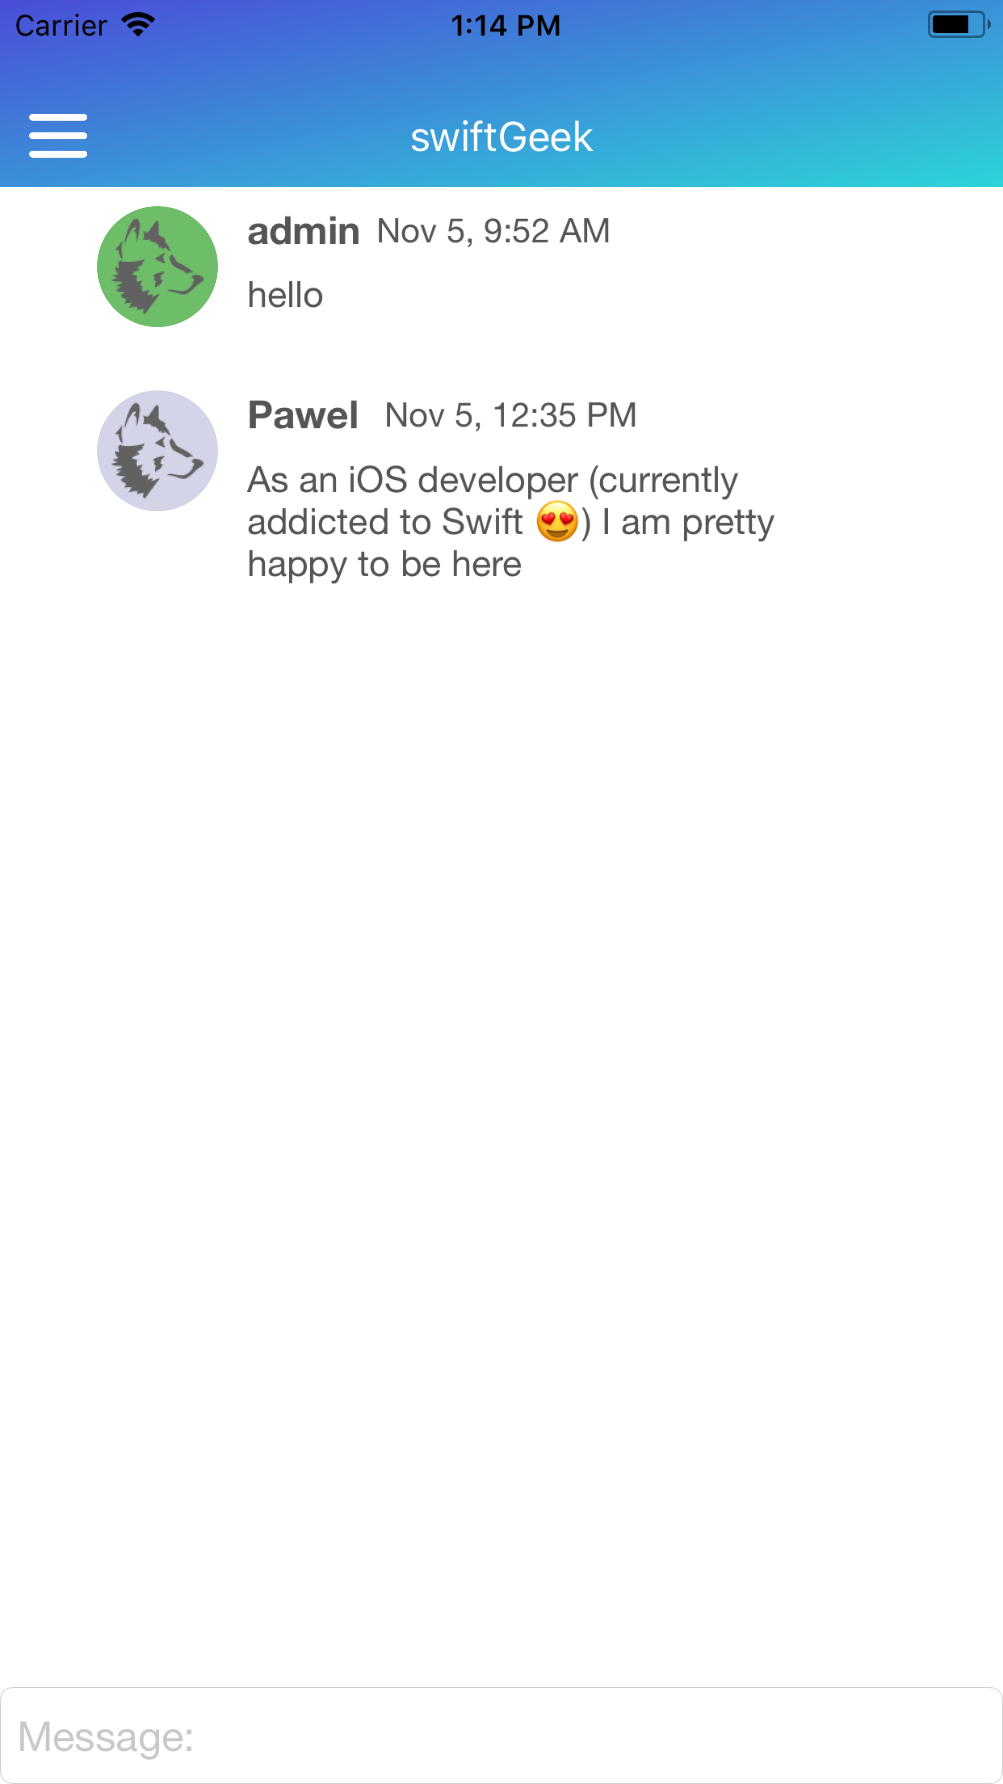 Carrier 1:14 PM
swiftGeek
admin Nov 5, 9:52 AM
hello
Pawel Nov 5, 12:35 PM
As an iOS developer (currently
addicted to Swift 😍) I am pretty
happy to be here
Message: